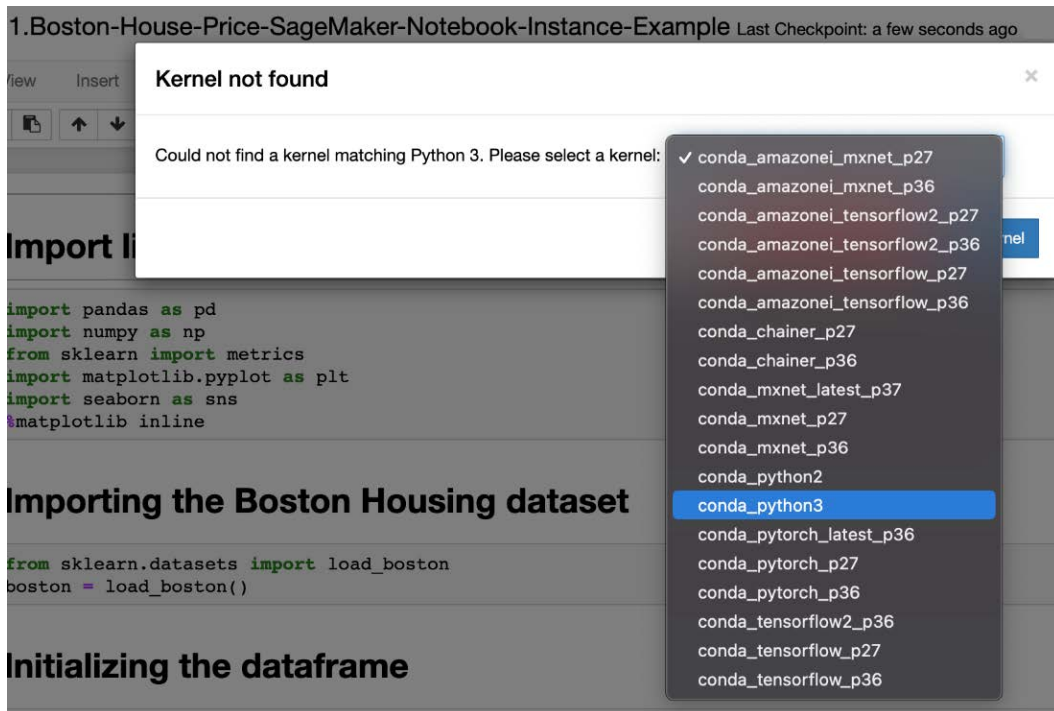 1.Boston-House-Price-SageMaker-Notebook-Instance-Example Last Checkpoint: a few seconds ago
Insert
Kernel not found
×
Could not find a kernel matching Python 3. Please select a kernel:
✓ conda_amazonei_mxnet_p27
conda_amazonei_mxnet_p36
conda_amazonei_tensorflow2_p27
conda_amazonei_tensorflow2_p36
conda_amazonei_tensorflow_p27
conda_amazonei_tensorflow_p36
conda_chainer_p27
conda_chainer_p36
conda_mxnet_latest_p37
conda_mxnet_p27
conda_mxnet_p36
conda_python2
conda_python3
conda_pytorch_latest_p36
conda_pytorch_p27
conda_pytorch_p36
conda_tensorflow2_p36
conda_tensorflow_p27
conda_tensorflow_p36
Import
import pandas as pd
import numpy as np
from sklearn import metrics
import matplotlib.pyplot as plt
import seaborn as sns
%matplotlib inline
Importing the Boston Housing dataset
from sklearn.datasets import load_boston
boston = load_boston()
Initializing the dataframe